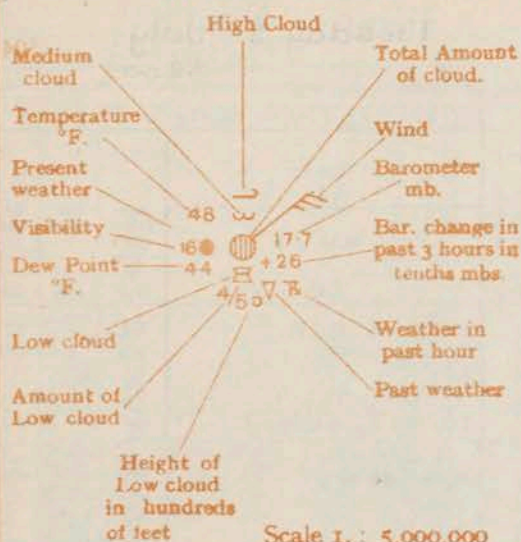 High Cloud
Medium
cloud
Total Amount
of cloud.
Temperature
°F.
Wind
Present
weather
Barometer
mb.
48
Visibility
16
17.7
Bar. change in
past 3 hours in
tenths mbs.
Dew Point
°F.
44
+26
4/5
Low cloud
Weather in
past hour
Amount of
Low cloud
Past weather
Height of
Low cloud
in hundreds
of feet
Scale 1. : 5,000,000